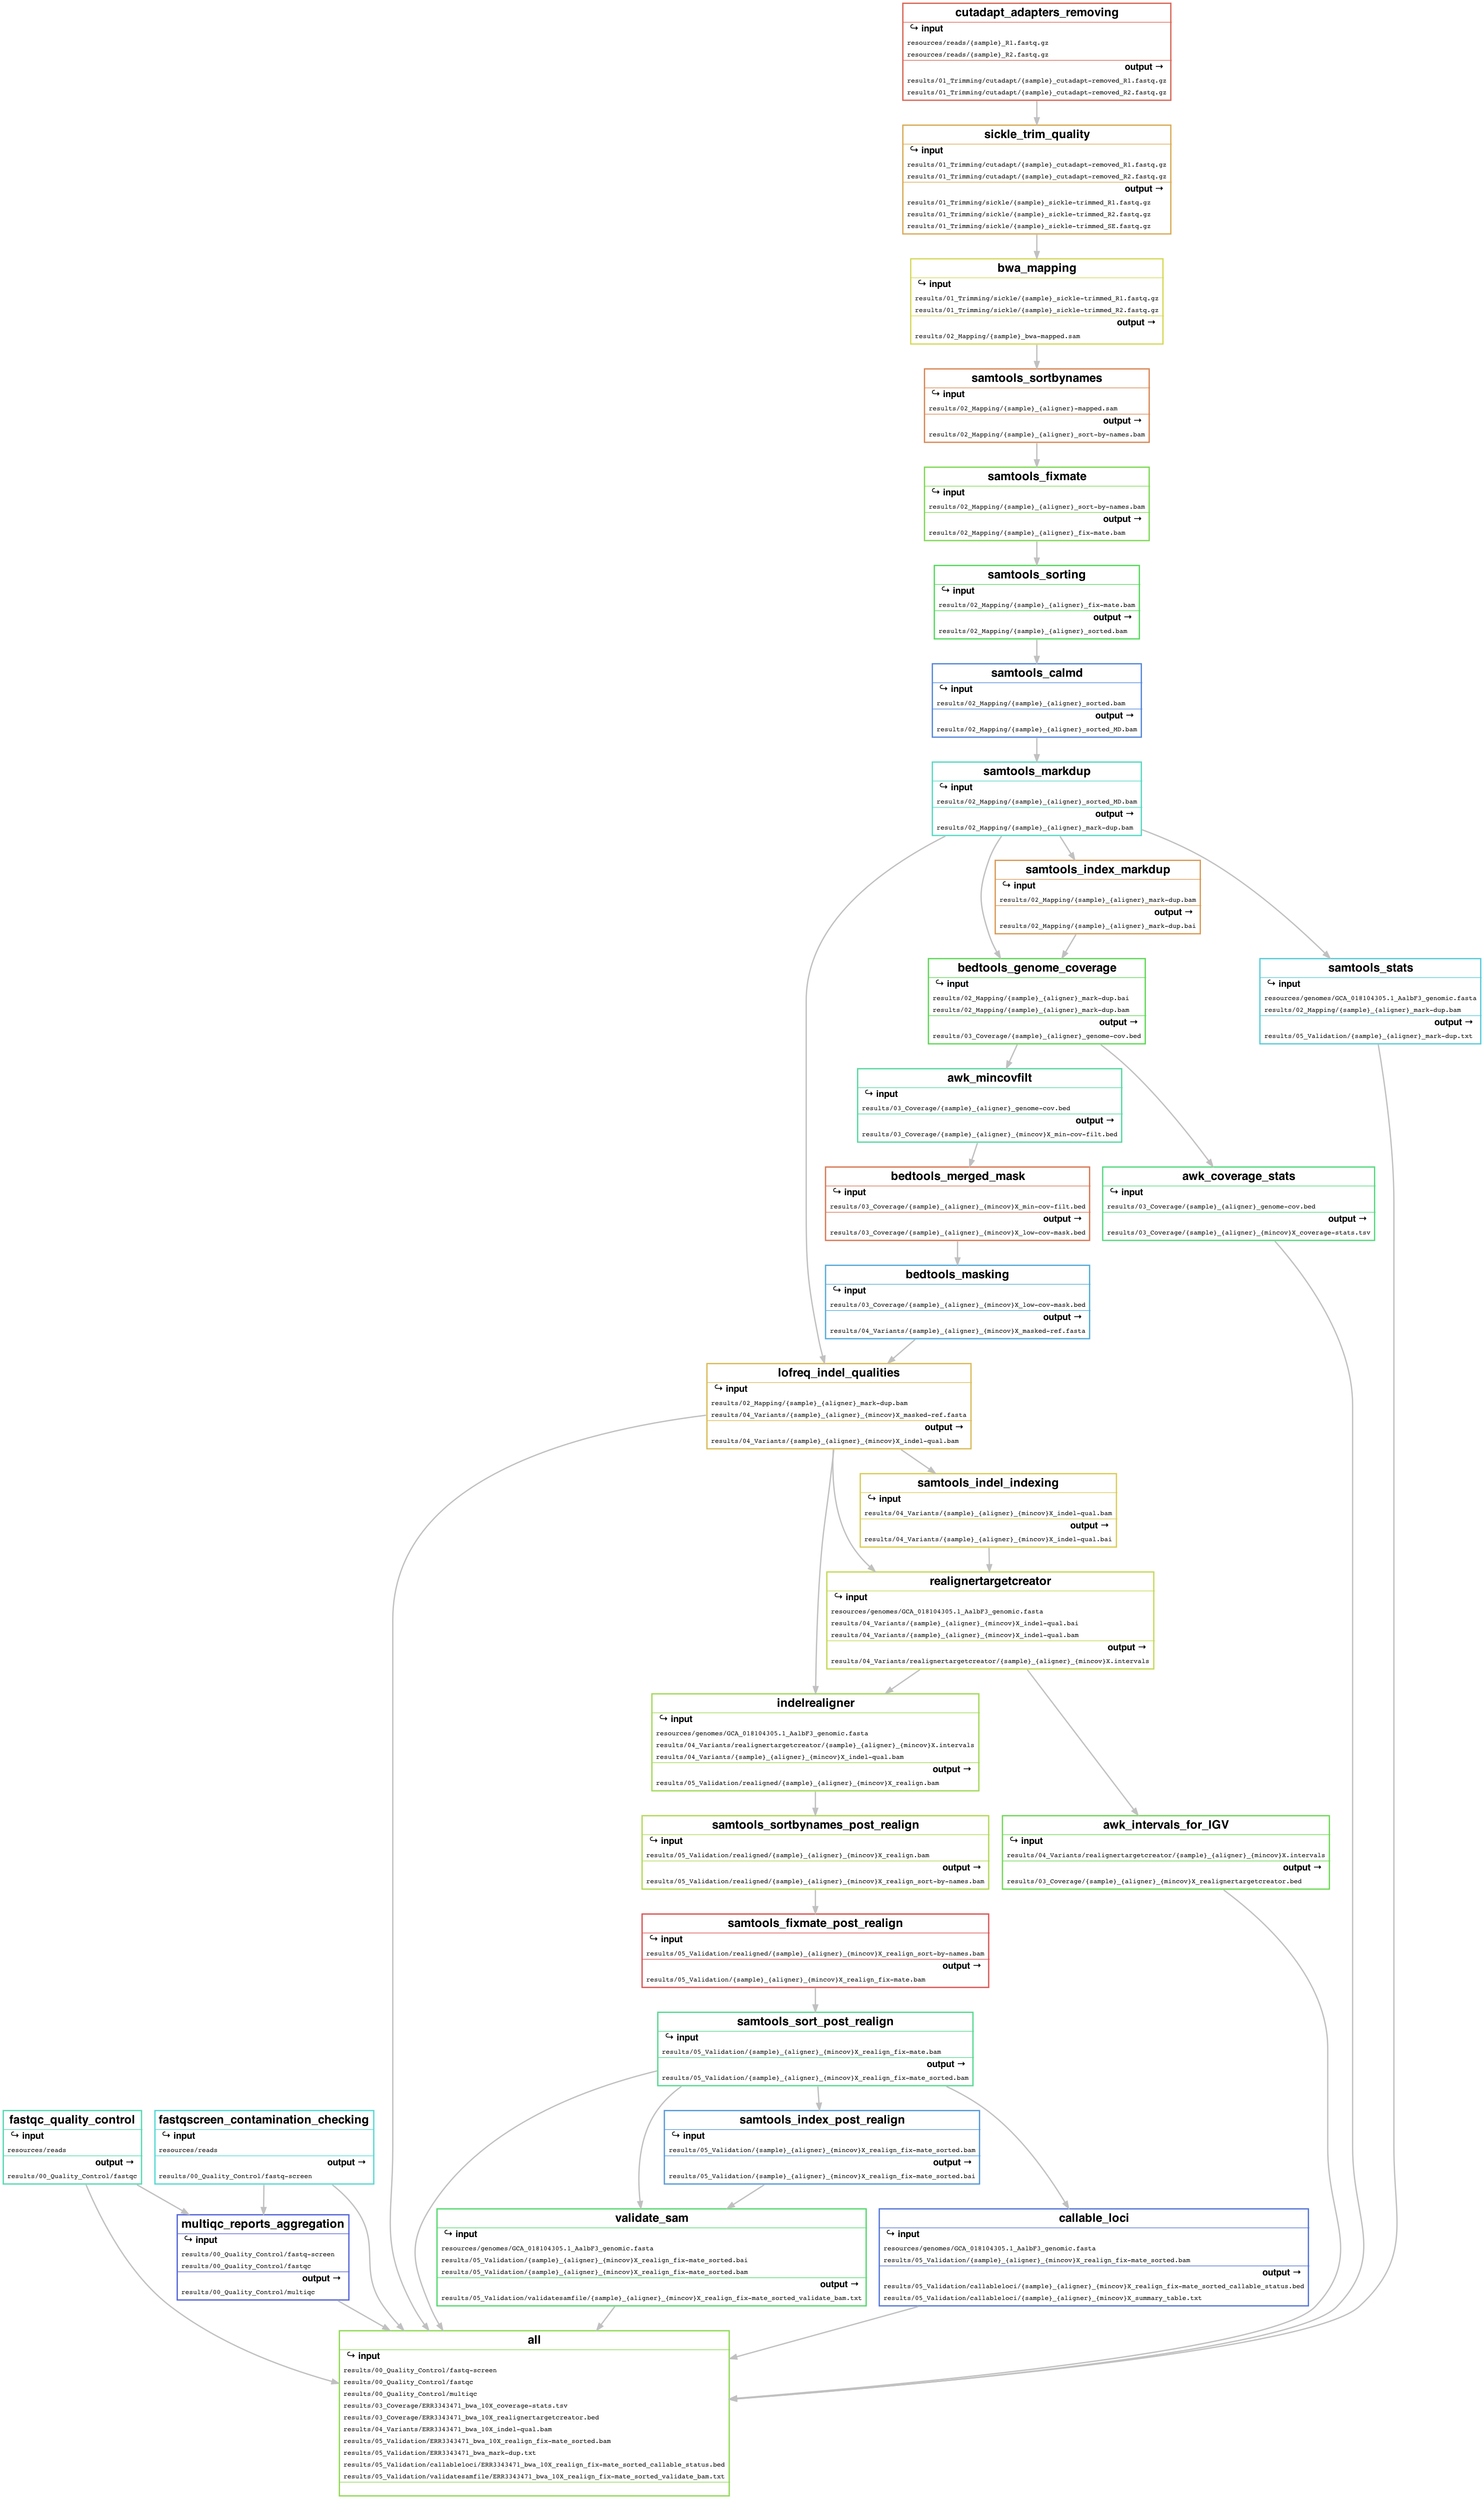 cutadapt_adapters_removing
↪ input
resources/reads/{sample}_R1.fastq.gz
resources/reads/{sample}_R2.fastq.gz
output →
results/01_Trimming/cutadapt/{sample}_cutadapt-removed_R1.fastq.gz
results/01_Trimming/cutadapt/{sample}_cutadapt-removed_R2.fastq.gz
sickle_trim_quality
↪ input
results/01_Trimming/cutadapt/{sample}_cutadapt-removed_R1.fastq.gz
results/01_Trimming/cutadapt/{sample}_cutadapt-removed_R2.fastq.gz
output →
results/01_Trimming/sickle/{sample}_sickle-trimmed_R1.fastq.gz
results/01_Trimming/sickle/{sample}_sickle-trimmed_R2.fastq.gz
results/01_Trimming/sickle/{sample}_sickle-trimmed_SE.fastq.gz
bwa_mapping
↪ input
results/01_Trimming/sickle/{sample}_sickle-trimmed_R1.fastq.gz
results/01_Trimming/sickle/{sample}_sickle-trimmed_R2.fastq.gz
output →
results/02_Mapping/{sample}_bwa-mapped.sam
samtools_sortbynames
↪ input
results/02_Mapping/{sample}_{aligner}-mapped.sam
output →
results/02_Mapping/{sample}_{aligner}_sort-by-names.bam
samtools_fixmate
↪ input
results/02_Mapping/{sample}_{aligner}_sort-by-names.bam
output →
results/02_Mapping/{sample}_{aligner}_fix-mate.bam
samtools_sorting
↪ input
results/02_Mapping/{sample}_{aligner}_fix-mate.bam
output →
results/02_Mapping/{sample}_{aligner}_sorted.bam
samtools_calmd
↪ input
results/02_Mapping/{sample}_{aligner}_sorted.bam
output →
results/02_Mapping/{sample}_{aligner}_sorted_MD.bam
samtools_markdup
↪ input
results/02_Mapping/{sample}_{aligner}_sorted_MD.bam
output →
results/02_Mapping/{sample}_{aligner}_mark-dup.bam
samtools_index_markdup
↪ input
results/02_Mapping/{sample}_{aligner}_mark-dup.bam
output →
results/02_Mapping/{sample}_{aligner}_mark-dup.bai
bedtools_genome_coverage
↪ input
results/02_Mapping/{sample}_{aligner}_mark-dup.bai
results/02_Mapping/{sample}_{aligner}_mark-dup.bam
output →
results/03_Coverage/{sample}_{aligner}_genome-cov.bed
samtools_stats
↪ input
resources/genomes/GCA_018104305.1_AalbF3_genomic.fasta
results/02_Mapping/{sample}_{aligner}_mark-dup.bam
output →
results/05_Validation/{sample}_{aligner}_mark-dup.txt
awk_mincovfilt
↪ input
results/03_Coverage/{sample}_{aligner}_genome-cov.bed
output →
results/03_Coverage/{sample}_{aligner}_{mincov}X_min-cov-filt.bed
bedtools_merged_mask
↪ input
results/03_Coverage/{sample}_{aligner}_{mincov}X_min-cov-filt.bed
output →
results/03_Coverage/{sample}_{aligner}_{mincov}X_low-cov-mask.bed
awk_coverage_stats
↪ input
results/03_Coverage/{sample}_{aligner}_genome-cov.bed
output →
results/03_Coverage/{sample}_{aligner}_{mincov}X_coverage-stats.tsv
bedtools_masking
↪ input
results/03_Coverage/{sample}_{aligner}_{mincov}X_low-cov-mask.bed
output →
results/04_Variants/{sample}_{aligner}_{mincov}X_masked-ref.fasta
lofreq_indel_qualities
↪ input
results/02_Mapping/{sample}_{aligner}_mark-dup.bam
results/04_Variants/{sample}_{aligner}_{mincov}X_masked-ref.fasta
output →
results/04_Variants/{sample}_{aligner}_{mincov}X_indel-qual.bam
samtools_indel_indexing
↪ input
results/04_Variants/{sample}_{aligner}_{mincov}X_indel-qual.bam
output →
results/04_Variants/{sample}_{aligner}_{mincov}X_indel-qual.bai
realignertargetcreator
↪ input
resources/genomes/GCA_018104305.1_AalbF3_genomic.fasta
results/04_Variants/{sample}_{aligner}_{mincov}X_indel-qual.bai
results/04_Variants/{sample}_{aligner}_{mincov}X_indel-qual.bam
output →
results/04_Variants/realignertargetcreator/{sample}_{aligner}_{mincov}X.intervals
indelrealigner
↪ input
resources/genomes/GCA_018104305.1_AalbF3_genomic.fasta
results/04_Variants/realignertargetcreator/{sample}_{aligner}_{mincov}X.intervals
results/04_Variants/{sample}_{aligner}_{mincov}X_indel-qual.bam
output →
results/05_Validation/realigned/{sample}_{aligner}_{mincov}X_realign.bam
samtools_sortbynames_post_realign
↪ input
results/05_Validation/realigned/{sample}_{aligner}_{mincov}X_realign.bam
output →
results/05_Validation/realigned/{sample}_{aligner}_{mincov}X_realign_sort-by-names.bam
awk_intervals_for_IGV
↪ input
results/04_Variants/realignertargetcreator/{sample}_{aligner}_{mincov}X.intervals
output →
results/03_Coverage/{sample}_{aligner}_{mincov}X_realignertargetcreator.bed
samtools_fixmate_post_realign
↪ input
results/05_Validation/realigned/{sample}_{aligner}_{mincov}X_realign_sort-by-names.bam
output →
results/05_Validation/{sample}_{aligner}_{mincov}X_realign_fix-mate.bam
samtools_sort_post_realign
↪ input
results/05_Validation/{sample}_{aligner}_{mincov}X_realign_fix-mate.bam
output →
results/05_Validation/{sample}_{aligner}_{mincov}X_realign_fix-mate_sorted.bam
fastqc_quality_control
↪ input
resources/reads
output →
results/00_Quality_Control/fastqc
fastqscreen_contamination_checking
↪ input
resources/reads
output →
results/00_Quality_Control/fastq-screen
samtools_index_post_realign
↪ input
results/05_Validation/{sample}_{aligner}_{mincov}X_realign_fix-mate_sorted.bam
output →
results/05_Validation/{sample}_{aligner}_{mincov}X_realign_fix-mate_sorted.bai
multiqc_reports_aggregation
↪ input
results/00_Quality_Control/fastq-screen
results/00_Quality_Control/fastqc
output →
results/00_Quality_Control/multiqc
validate_sam
↪ input
resources/genomes/GCA_018104305.1_AalbF3_genomic.fasta
results/05_Validation/{sample}_{aligner}_{mincov}X_realign_fix-mate_sorted.bai
results/05_Validation/{sample}_{aligner}_{mincov}X_realign_fix-mate_sorted.bam
output →
results/05_Validation/validatesamfile/{sample}_{aligner}_{mincov}X_realign_fix-mate_sorted_validate_bam.txt
callable_loci
↪ input
resources/genomes/GCA_018104305.1_AalbF3_genomic.fasta
results/05_Validation/{sample}_{aligner}_{mincov}X_realign_fix-mate_sorted.bam
output →
results/05_Validation/callableloci/{sample}_{aligner}_{mincov}X_realign_fix-mate_sorted_callable_status.bed
results/05_Validation/callableloci/{sample}_{aligner}_{mincov}X_summary_table.txt
all
↪ input
results/00_Quality_Control/fastq-screen
results/00_Quality_Control/fastqc
results/00_Quality_Control/multiqc
results/03_Coverage/ERR3343471_bwa_10X_coverage-stats.tsv
results/03_Coverage/ERR3343471_bwa_10X_realignertargetcreator.bed
results/04_Variants/ERR3343471_bwa_10X_indel-qual.bam
results/05_Validation/ERR3343471_bwa_10X_realign_fix-mate_sorted.bam
results/05_Validation/ERR3343471_bwa_mark-dup.txt
results/05_Validation/callableloci/ERR3343471_bwa_10X_realign_fix-mate_sorted_callable_status.bed
results/05_Validation/validatesamfile/ERR3343471_bwa_10X_realign_fix-mate_sorted_validate_bam.txt